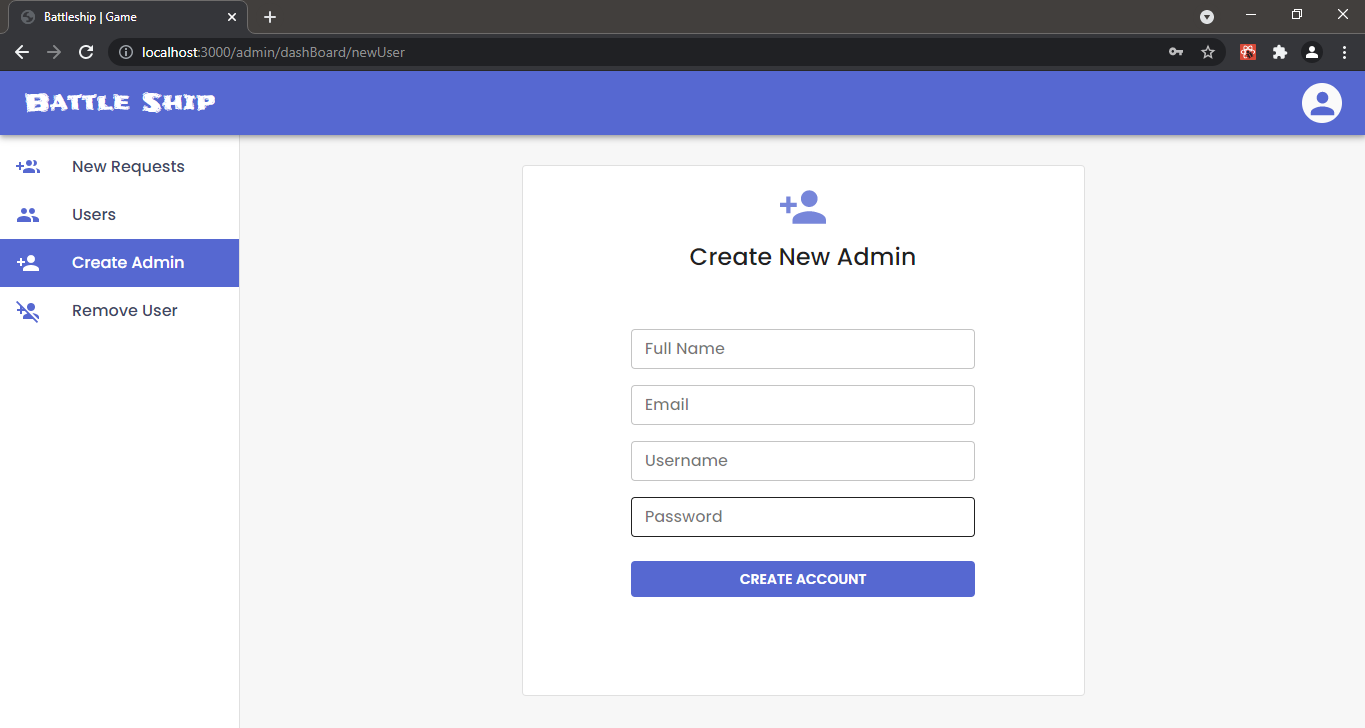 Battleship | Game
localhost:3000/admin/dashBoard/newUser
Battle Ship
New Requests
Users
Create Admin
Remove User
Create New Admin
Full Name
Email
Username
Password
CREATE ACCOUNT